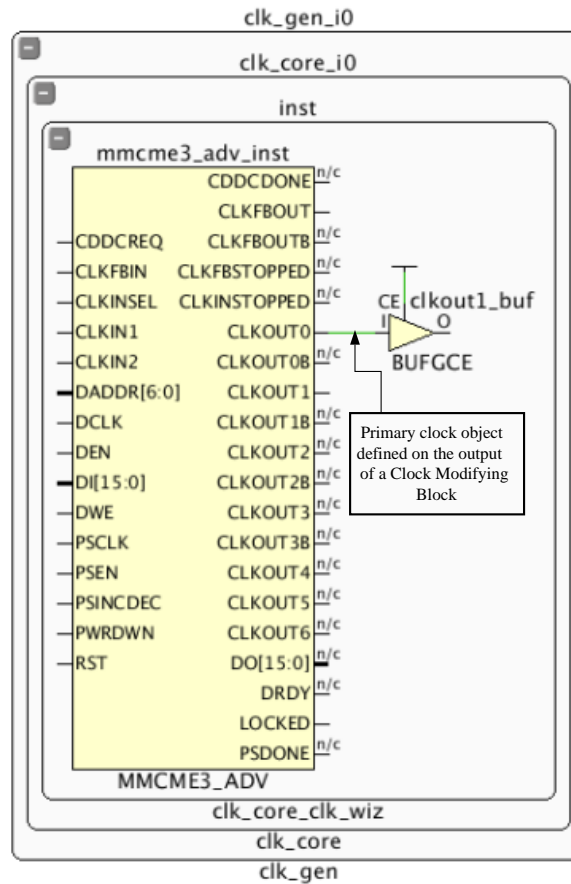 clk_gen_i0
clk_core_i0
inst
mmcme3_adv_inst
CDDCDONE n/c
CLKFBOUT
CDDCREQ CLKFBOUTB n/c
CLKFBIN CLKFBSTOPPED n/c
CLKINSEL CLKINSTOPPED n/c CE clkout1_buf
CLKIN1 CLKOUT0 I O
CLKIN2 CLKOUT0B n/c BUFGCE
DADDR[6:0] CLKOUT1
DCLK CLKOUT1B n/c
DEN CLKOUT2 n/c
DI[15:0] CLKOUT2B n/c
DWE CLKOUT3 n/c
PSCLK CLKOUT3B n/c
PSEN CLKOUT4 n/c
PSINCDEC CLKOUT5 n/c
PWRDWN CLKOUT6 n/c
RST DO[15:0] n/c
DRDY n/c
LOCKED
PSDONE n/c
MMCME3_ADV
Primary clock object
defined on the output
of a Clock Modifying
Block
clk_core_clk_wiz
clk_core
clk_gen